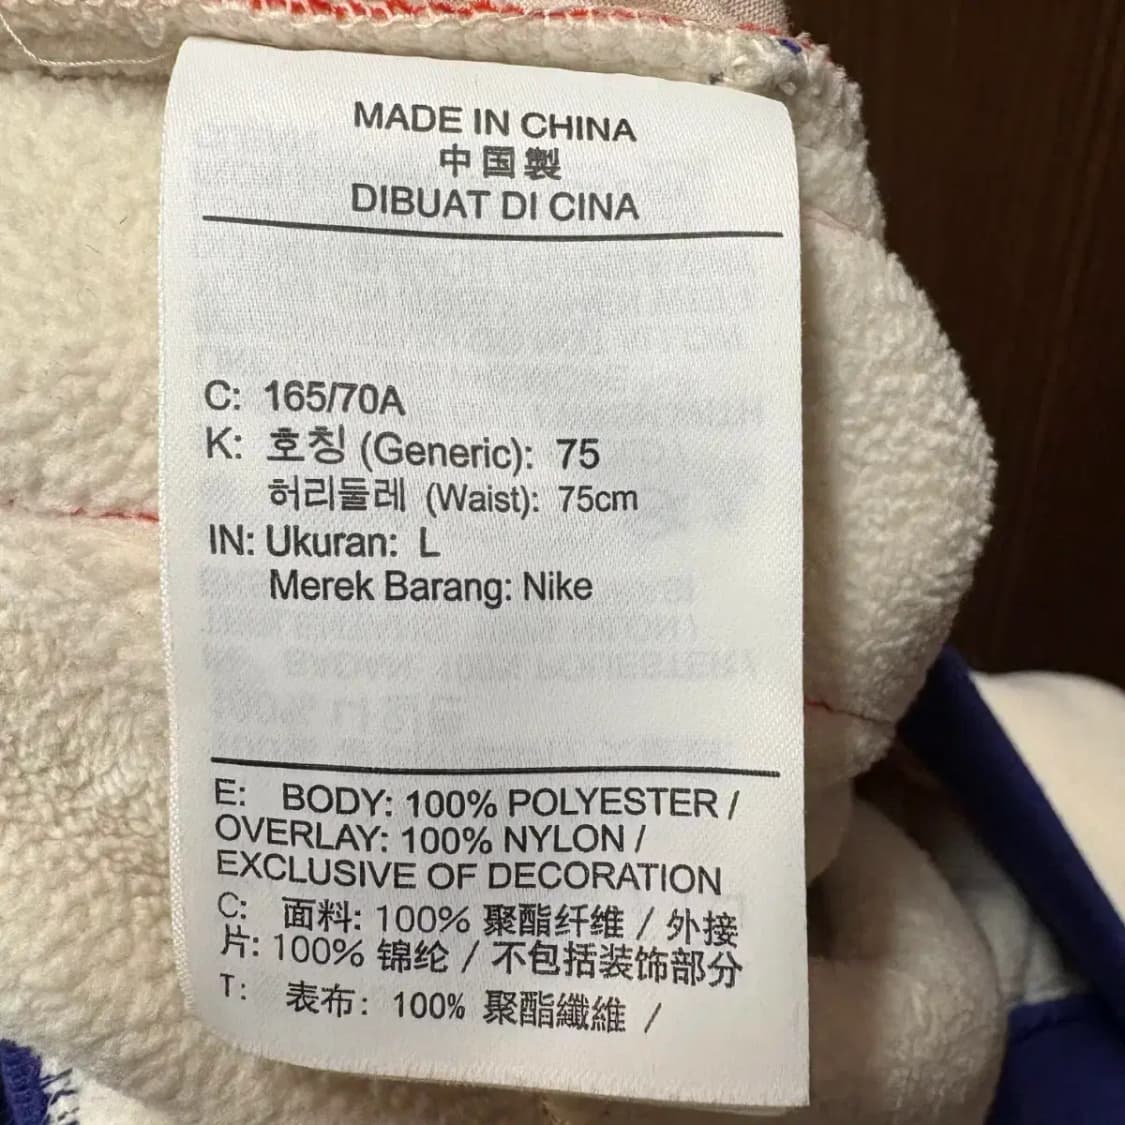 MADE IN CHINA
中国製
DIBUAT DI CINA
C: 165/70A
K: 호칭 (Generic): 75
허리둘레 (Waist): 75cm
IN: Ukuran: L
Merek Barang: Nike
E: BODY: 100% POLYESTER /
OVERLAY: 100% NYLON /
EXCLUSIVE OF DECORATION
C: 面料: 100% 聚酯纤维 / 外接
片: 100% 锦纶 / 不包括装饰部分
T: 表布: 100% 聚酯纖維 /